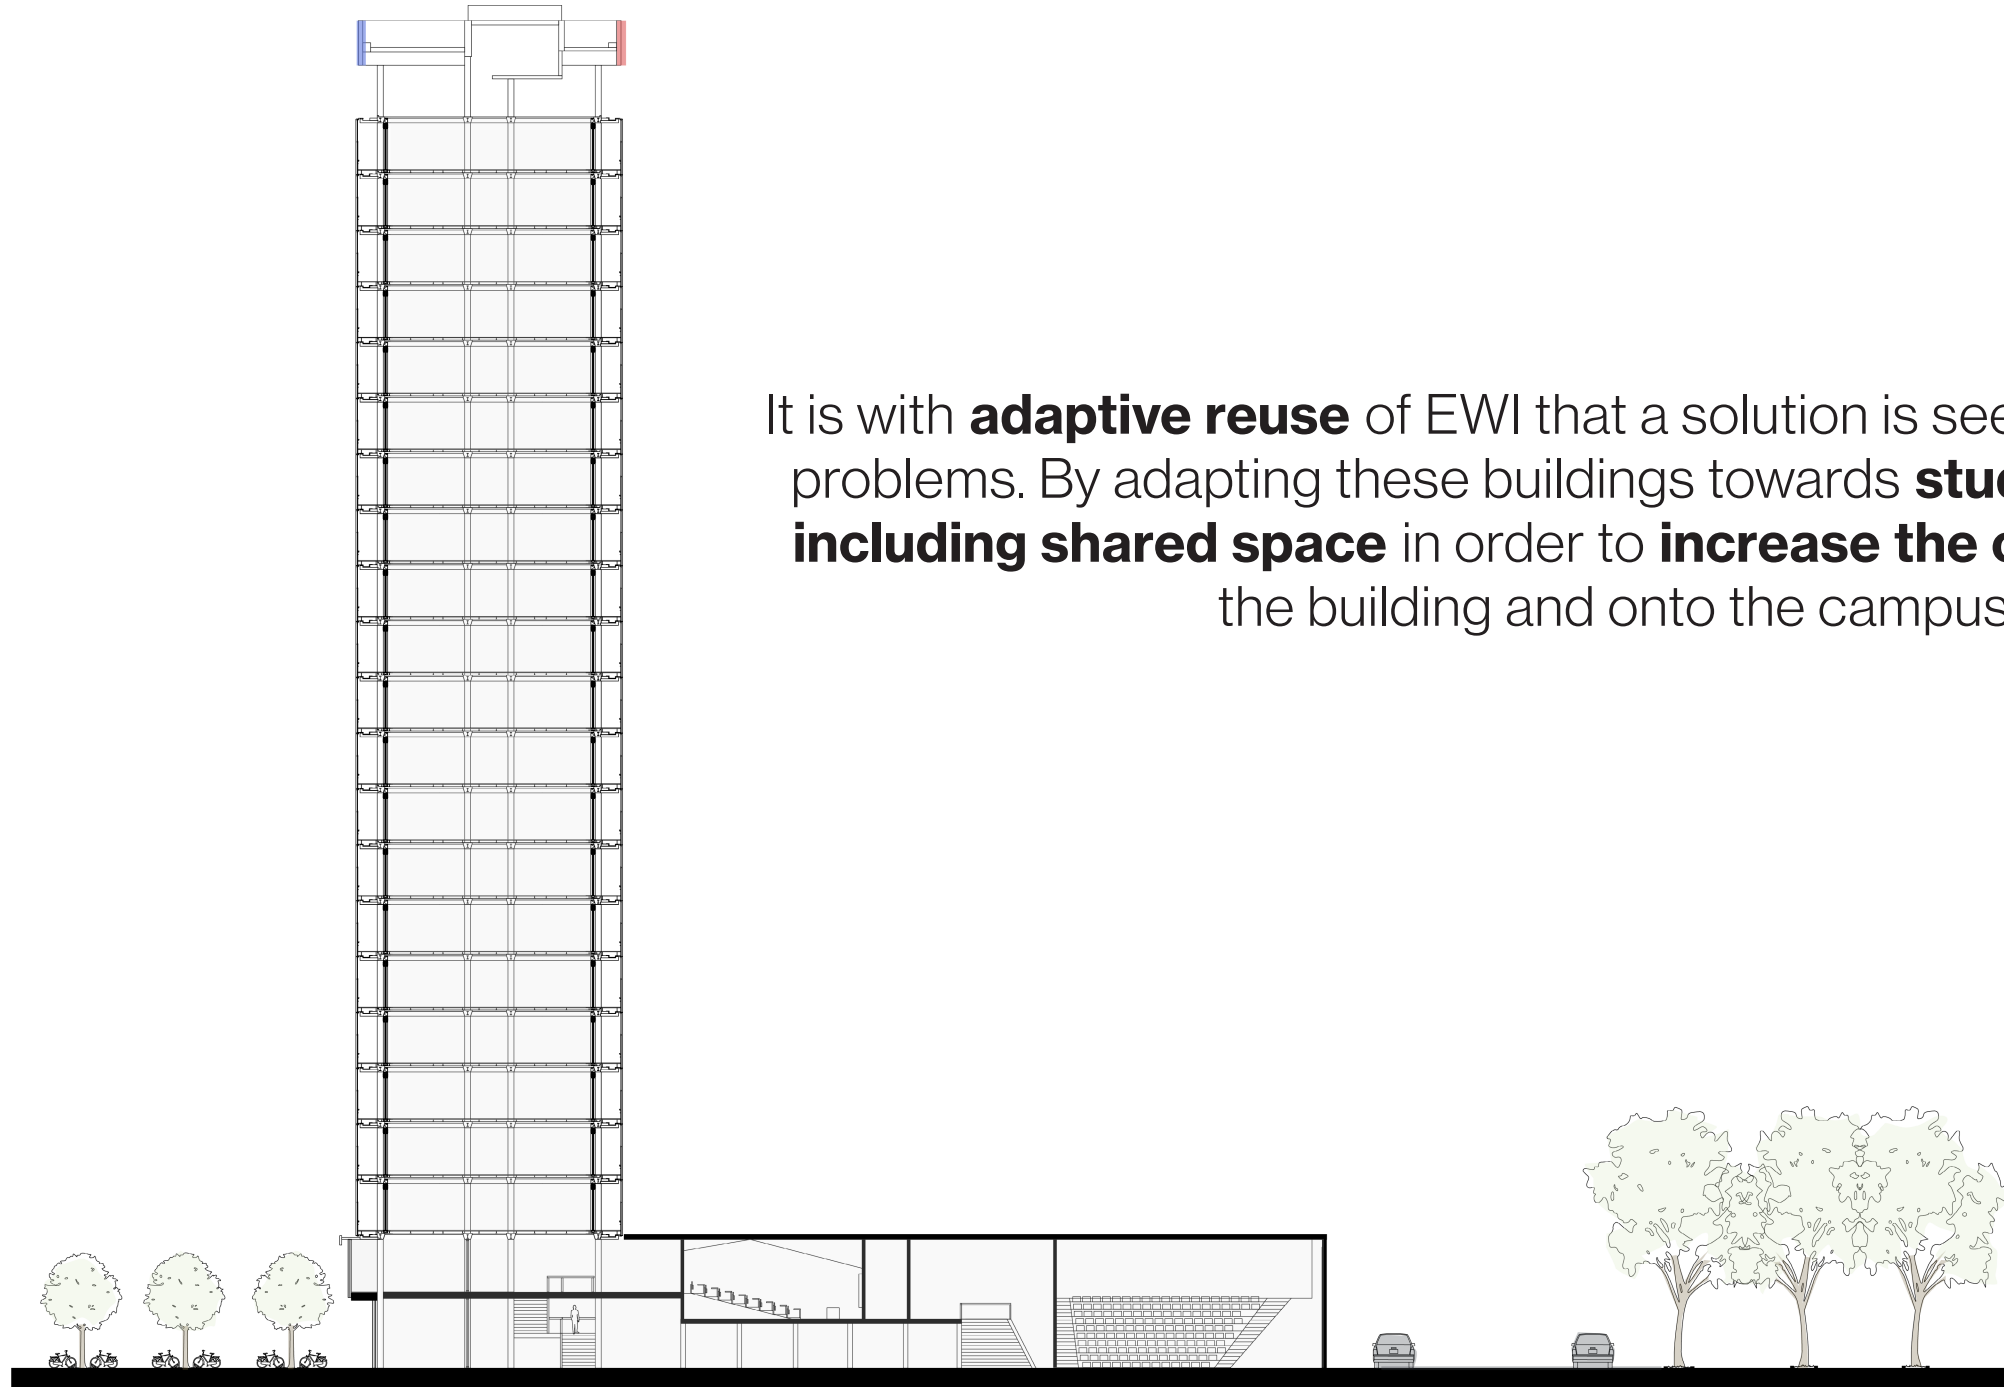 It is with adaptive reuse of EWI that a solution is see
problems. By adapting these buildings towards stu
including shared space in order to increase the
the building and onto the campus